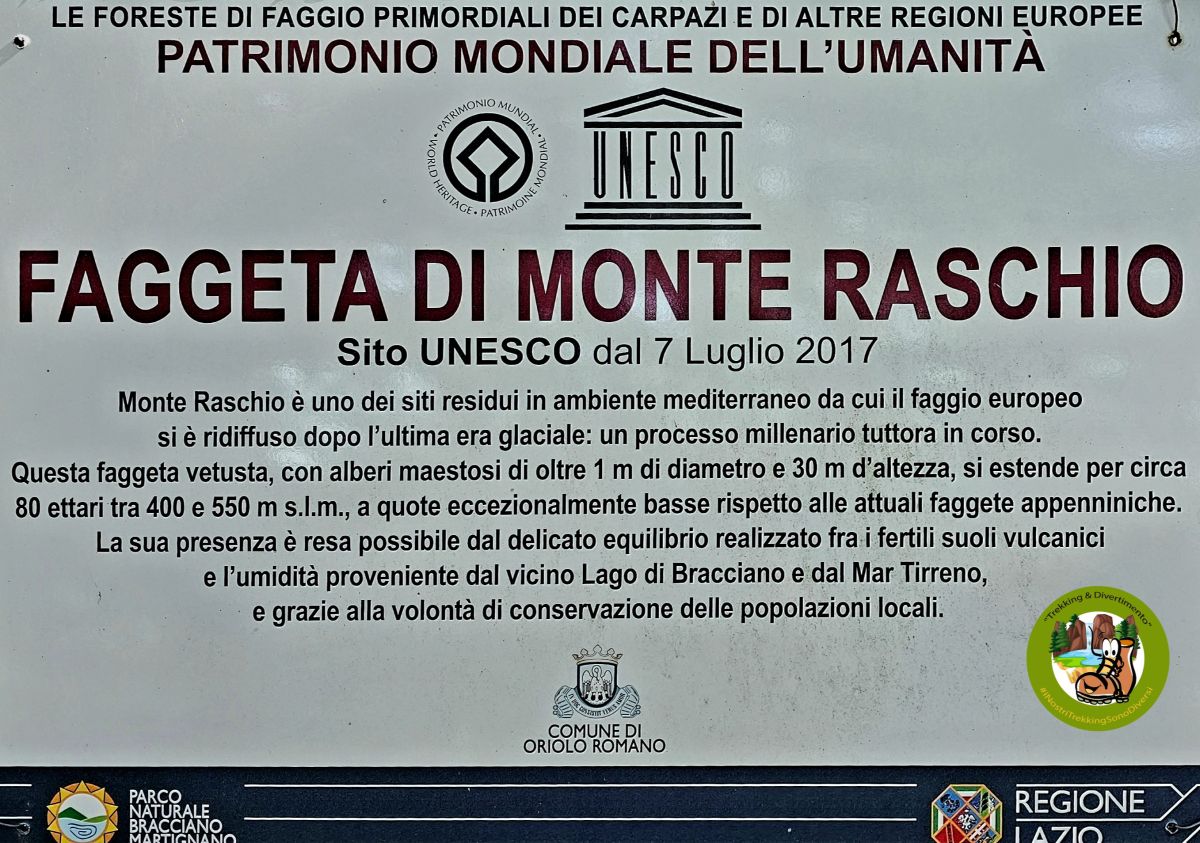 LE FORESTE DI FAGGIO PRIMORDIALI DEI CARPAZI E DI ALTRE REGIONI EUROPEE
PATRIMONIO MONDIALE DELL'UMANITÀ
• PATRIMONIO MUNDIAL • WORLD HERITAGE • PATRIMOINE MONDIAL
UNESCO
FAGGETA DI MONTE RASCHIO
Sito UNESCO dal 7 Luglio 2017
Monte Raschio è uno dei siti residui in ambiente mediterraneo da cui il faggio europeo
si è ridiffuso dopo l'ultima era glaciale: un processo millenario tuttora in corso.
Questa faggeta vetusta, con alberi maestosi di oltre 1 m di diametro e 30 m d'altezza, si estende per circa
80 ettari tra 400 e 550 m s.l.m., a quote eccezionalmente basse rispetto alle attuali faggete appenniniche.
La sua presenza è resa possibile dal delicato equilibrio realizzato fra i fertili suoli vulcanici
e l'umidità proveniente dal vicino Lago di Bracciano e dal Mar Tirreno,
e grazie alla volontà di conservazione delle popolazioni locali.
"Trekking & Divertimento"
#iNostriTrekkingSonoDiversi
COMUNE DI
ORIOLO ROMANO
PARCO
NATURALE
BRACCIANO
MARTIGNANO
REGIONE
LAZIO